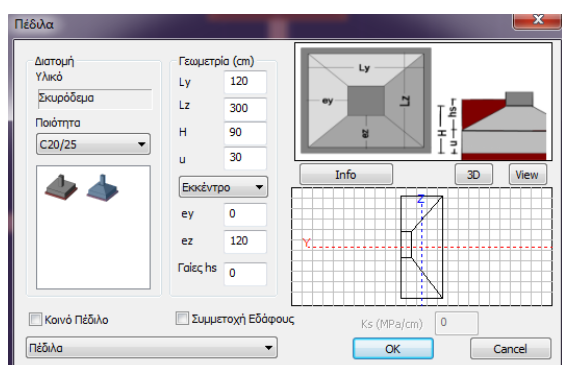 Πέδιλα
Διατομή
Υλικό
Σκυρόδεμα
Ποιότητα
C20/25
Γεωμετρία (cm)
Ly 120
Lz 300
H 90
u 30
Εκκέντρο
ey 0
ez 120
Γαίες hs 0
Ly
ey
Lz
ez
hs
H
u
Info
3D
View
Z
Y
Κοινό Πέδιλο
Συμμετοχή Εδάφους
Ks (MPa/cm) 0
Πέδιλα
OK
Cancel